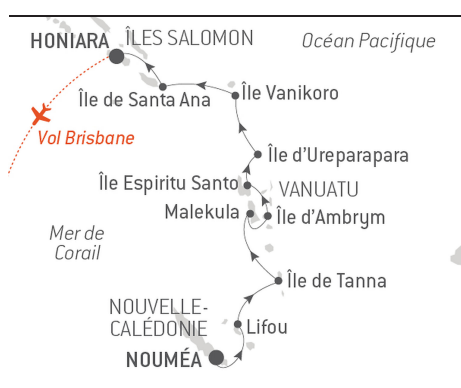 HONIARA
ÎLES SALOMON
Océan Pacifique
Île de Santa Ana
Île Vanikoro
Vol Brisbane
Île d'Ureparapara
Île Espiritu Santo
VANUATU
Malekula
Île d'Ambrym
Mer de
Corail
Île de Tanna
NOUVELLE-
CALÉDONIE
Lifou
NOUMÉA